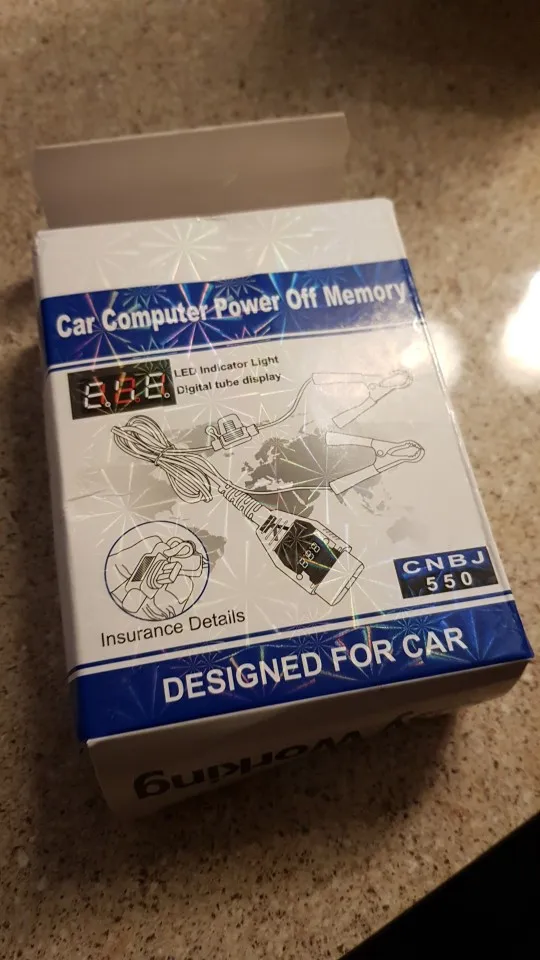 Car Computer Power Off Memory
LED Indicator Light
Digital tube display
CNBJ
550
Insurance Details
DESIGNED FOR CAR
y Working